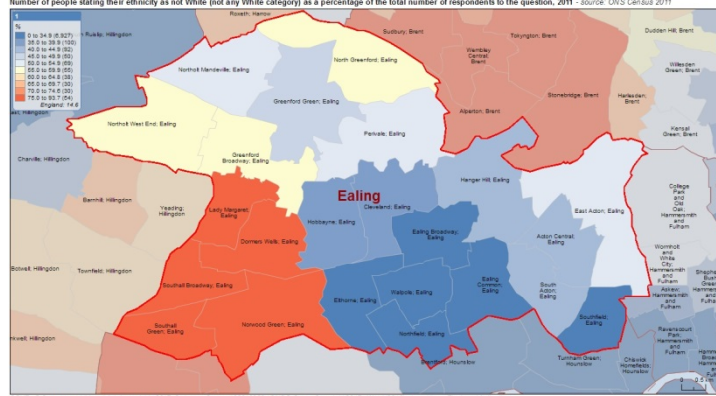 Number of people stating their ethnicity as not White (not any White category) as a percentage of the total number of respondents to the question, 2011 - source: ONS Census 2011
1
%
0 to 34.9 (6,927)
35.0 to 39.9 (100)
40.0 to 44.9 (92)
45.0 to 49.9 (50)
50.0 to 54.9 (69)
55.0 to 59.9 (55)
60.0 to 64.9 (38)
65.0 to 69.9 (30)
70.0 to 74.9 (30)
75.0 to 93.7 (54)
England: 14.6
Roxeth; Harrow
Ruislip; Hillingdon
Sudbury; Brent
Tokyngton; Brent
Dudden Hill; Brent
Wembley
Central;
Brent
Willesden
Green; Brent
Northolt Mandeville; Ealing
North Greenford; Ealing
Stonebridge; Brent
Harlesden;
Brent
Greenford Green; Ealing
Alperton; Brent
Northolt West End; Ealing
Perivale; Ealing
Kensal
Green; Brent
Charville; Hillingdon
Greenford
Broadway; Ealing
Hanger Hill; Ealing
Barnhill; Hillingdon
Ealing
College
Park
and
Old
Oak;
Hammersmith
and
Fulham
Yeading;
Hillingdon
Lady Margaret;
Ealing
Hobbayne; Ealing
Cleveland; Ealing
East Acton; Ealing
Dormers Wells; Ealing
Ealing Broadway;
Ealing
Acton Central;
Ealing
Botwell; Hillingdon
Townfield; Hillingdon
Wormholt
and
White
City;
Hammersmith
and
Fulham
Southall Broadway; Ealing
Elthorne; Ealing
Walpole; Ealing
Ealing
Common;
Ealing
South
Acton;
Ealing
Askew;
Hammersmith
and
Fulham
Southfield; Ealing
Southall
Green; Ealing
Norwood Green; Ealing
Northfield; Ealing
Ravenscourt
Park;
Hammersmith
and
Fulham
Brentford; Hounslow
Turnham Green;
Hounslow
Chiswick
Homefields;
Hounslow
0 0.5 km